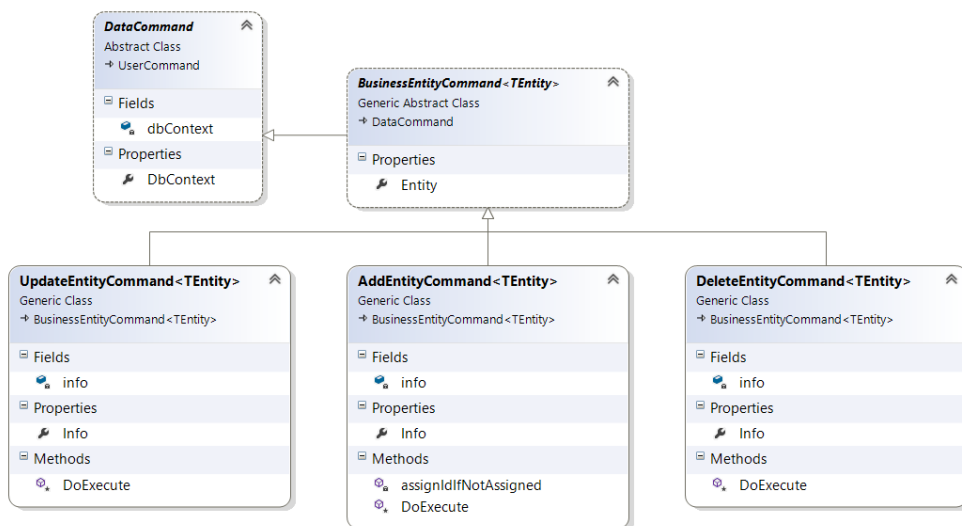 DataCommand
Abstract Class
UserCommand
Fields
dbContext
Properties
DbContext
BusinessEntityCommand<TEntity>
Generic Abstract Class
DataCommand
Properties
Entity
UpdateEntityCommand<TEntity>
Generic Class
BusinessEntityCommand<TEntity>
Fields
info
Properties
Info
Methods
DoExecute
AddEntityCommand<TEntity>
Generic Class
BusinessEntityCommand<TEntity>
Fields
info
Properties
Info
Methods
assignIdIfNotAssigned
DoExecute
DeleteEntityCommand<TEntity>
Generic Class
BusinessEntityCommand<TEntity>
Fields
info
Properties
Info
Methods
DoExecute